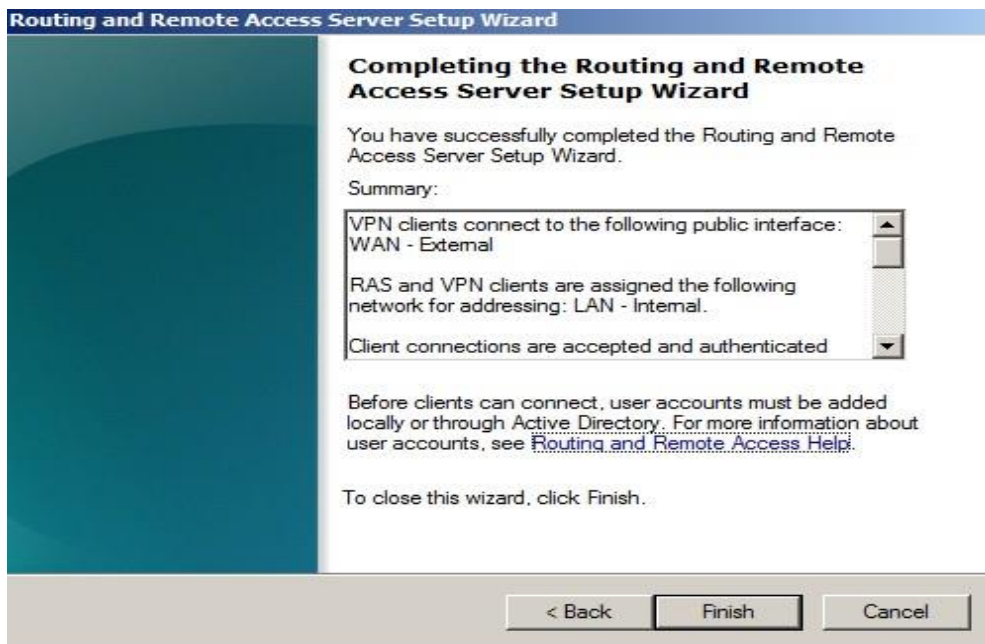 Routing and Remote Access Server Setup Wizard
Completing the Routing and Remote
Access Server Setup Wizard
You have successfully completed the Routing and Remote
Access Server Setup Wizard.
Summary:
VPN clients connect to the following public interface:
WAN - External
RAS and VPN clients are assigned the following
network for addressing: LAN - Internal.
Client connections are accepted and authenticated
Before clients can connect, user accounts must be added
locally or through Active Directory. For more information about
user accounts, see Routing and Remote Access Help.
To close this wizard, click Finish.
< Back
Finish
Cancel